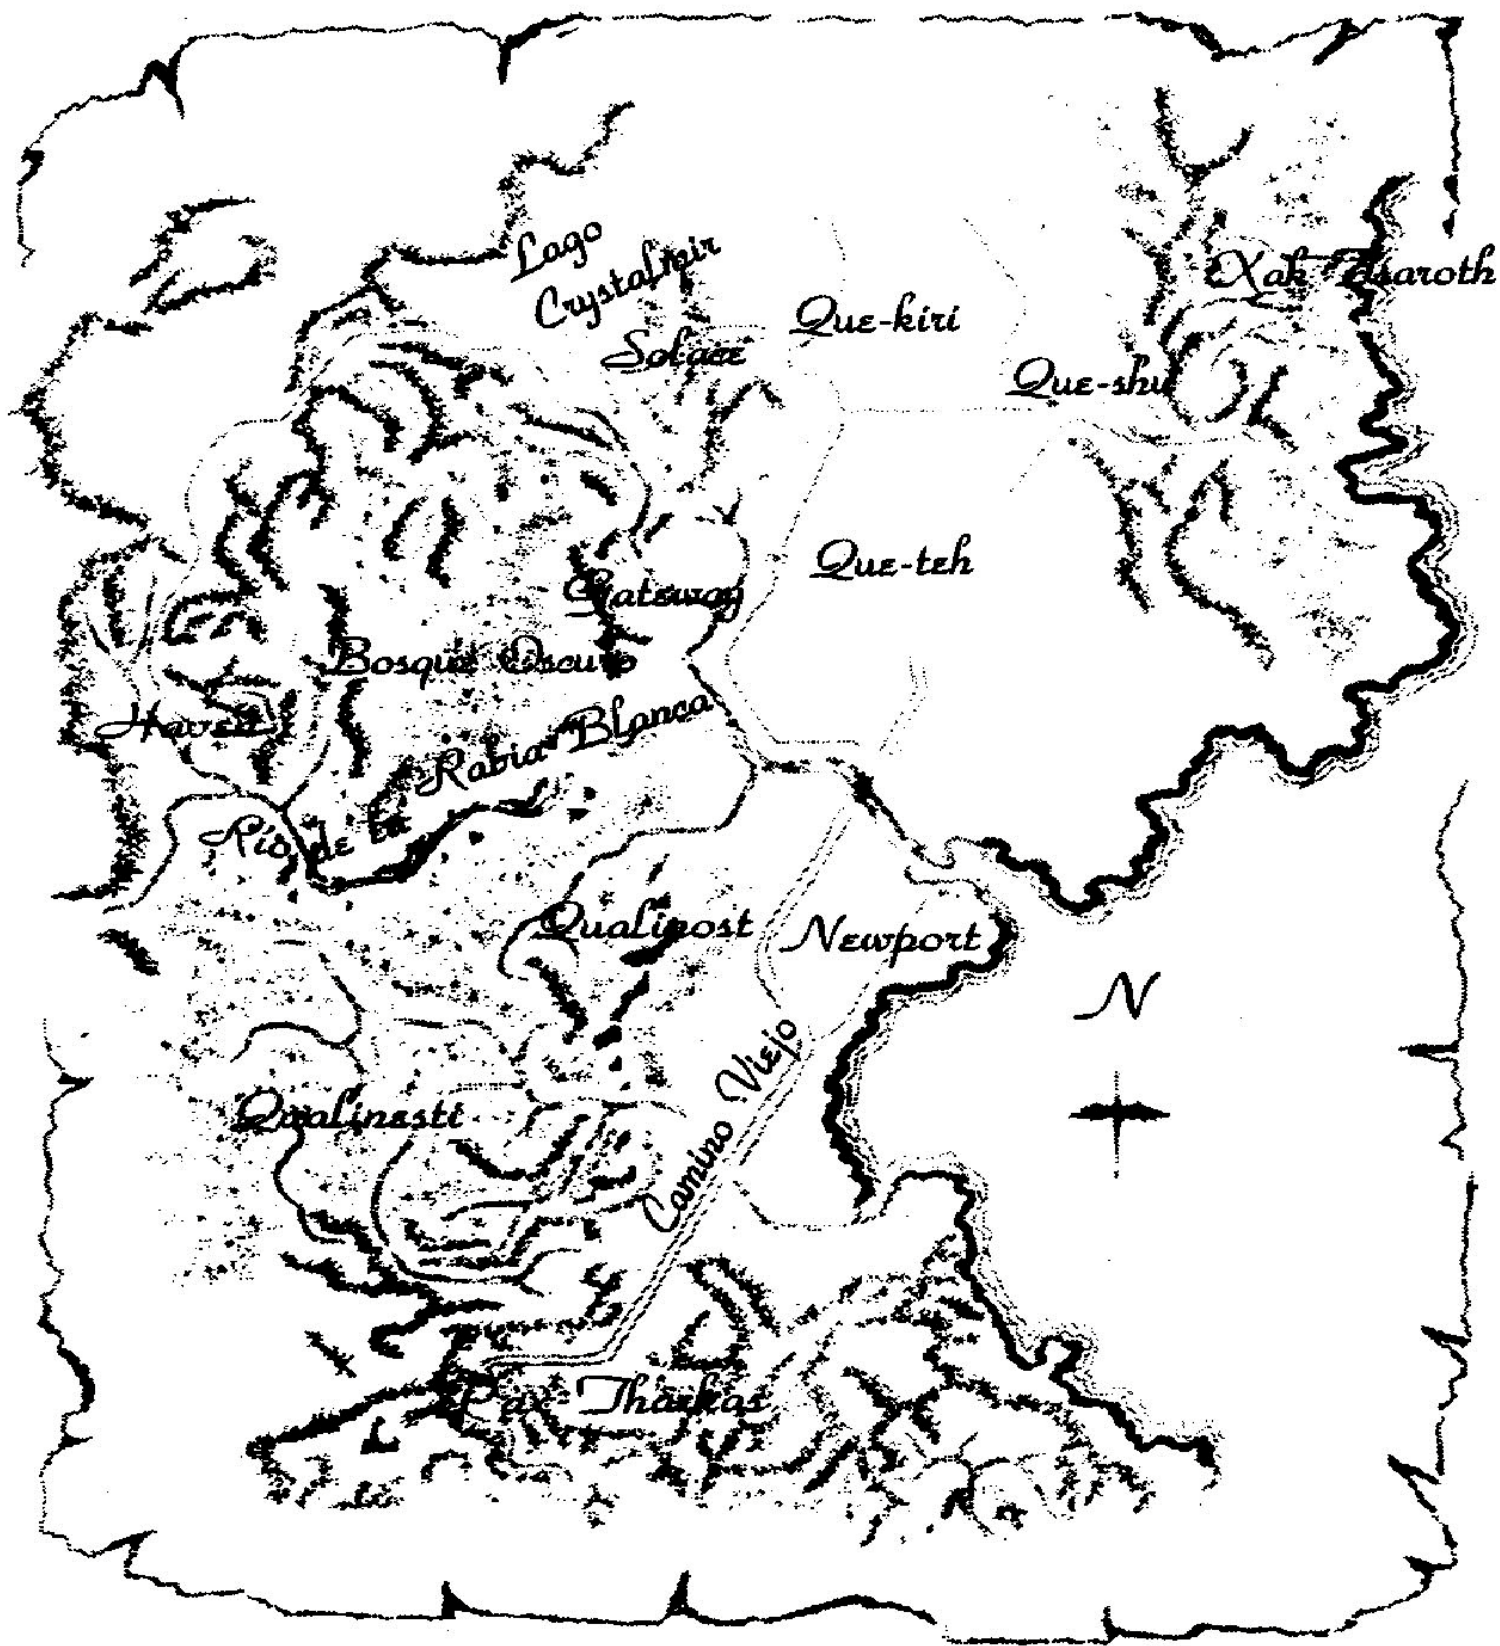 Lago
Crystalmir
Xak Tsaroth
Que-kiri
Solace
Que-shu
Que-teh
Gateway
Bosque Oscuro
Haven
Río de la Rabia Blanca
Qualinost
Newport
N
Camino Viejo
Qualinesti
Pax Tharkas